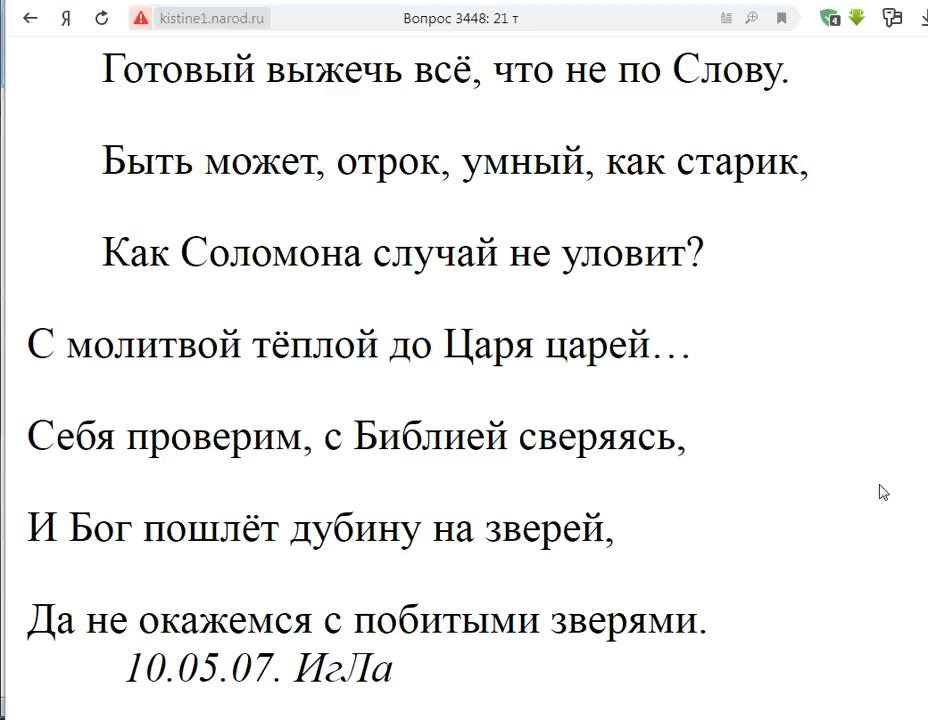 kistine1.narod.ru Вопрос 3448: 21 т
Готовый выжечь всё, что не по Слову.
Быть может, отрок, умный, как старик,
Как Соломона случай не уловит?
С молитвой тёплой до Царя царей…
Себя проверим, с Библией сверяясь,
И Бог пошлёт дубину на зверей,
Да не окажемся с побитыми зверями.
10.05.07. ИгЛа